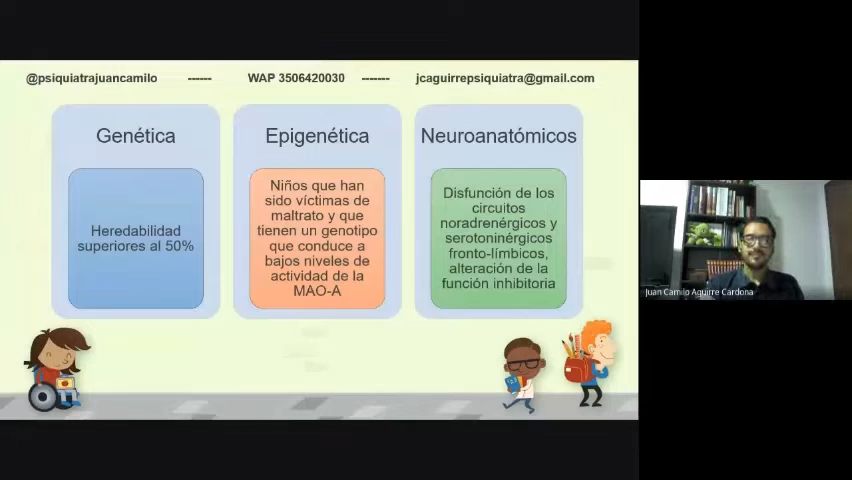 @psiquiatrajuancamilo ------ WAP 3506420030 ------- jcaguirrepsiquiatra@gmail.com
Genética
Heredabilidad
superiores al 50%
Epigenética
Niños que han
sido víctimas de
maltrato y que
tienen un genotipo
que conduce a
bajos niveles de
actividad de la
MAO-A
Neuroanatómicos
Disfunción de los
circuitos
noradrenérgicos y
serotoninérgicos
fronto-límbicos,
alteración de la
función inhibitoria
Juan Camilo Aguirre Cardona